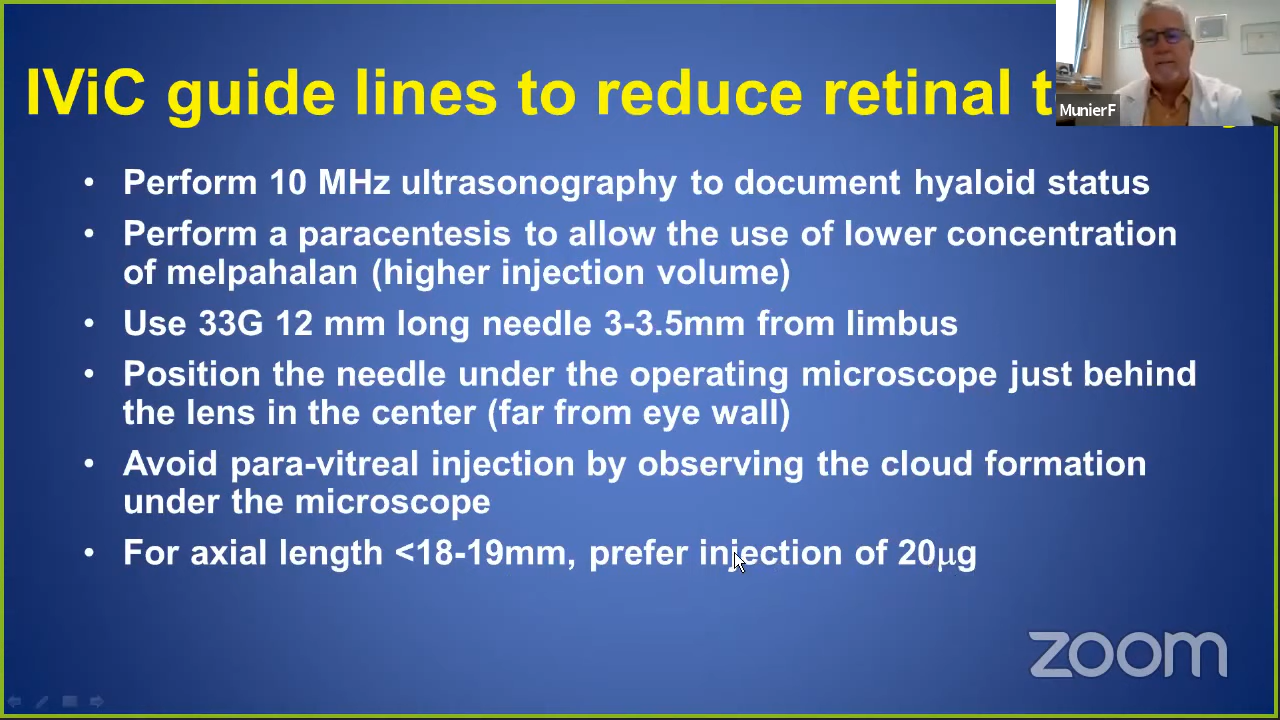 IViC guide lines to reduce retinal
Munier F
• Perform 10 MHz ultrasonography to document hyaloid status
• Perform a paracentesis to allow the use of lower concentration
of melpahalan (higher injection volume)
• Use 33G 12 mm long needle 3-3.5mm from limbus
• Position the needle under the operating microscope just behind
the lens in the center (far from eye wall)
• Avoid para-vitreal injection by observing the cloud formation
under the microscope
• For axial length <18-19mm, prefer injection of 20μg
zoom